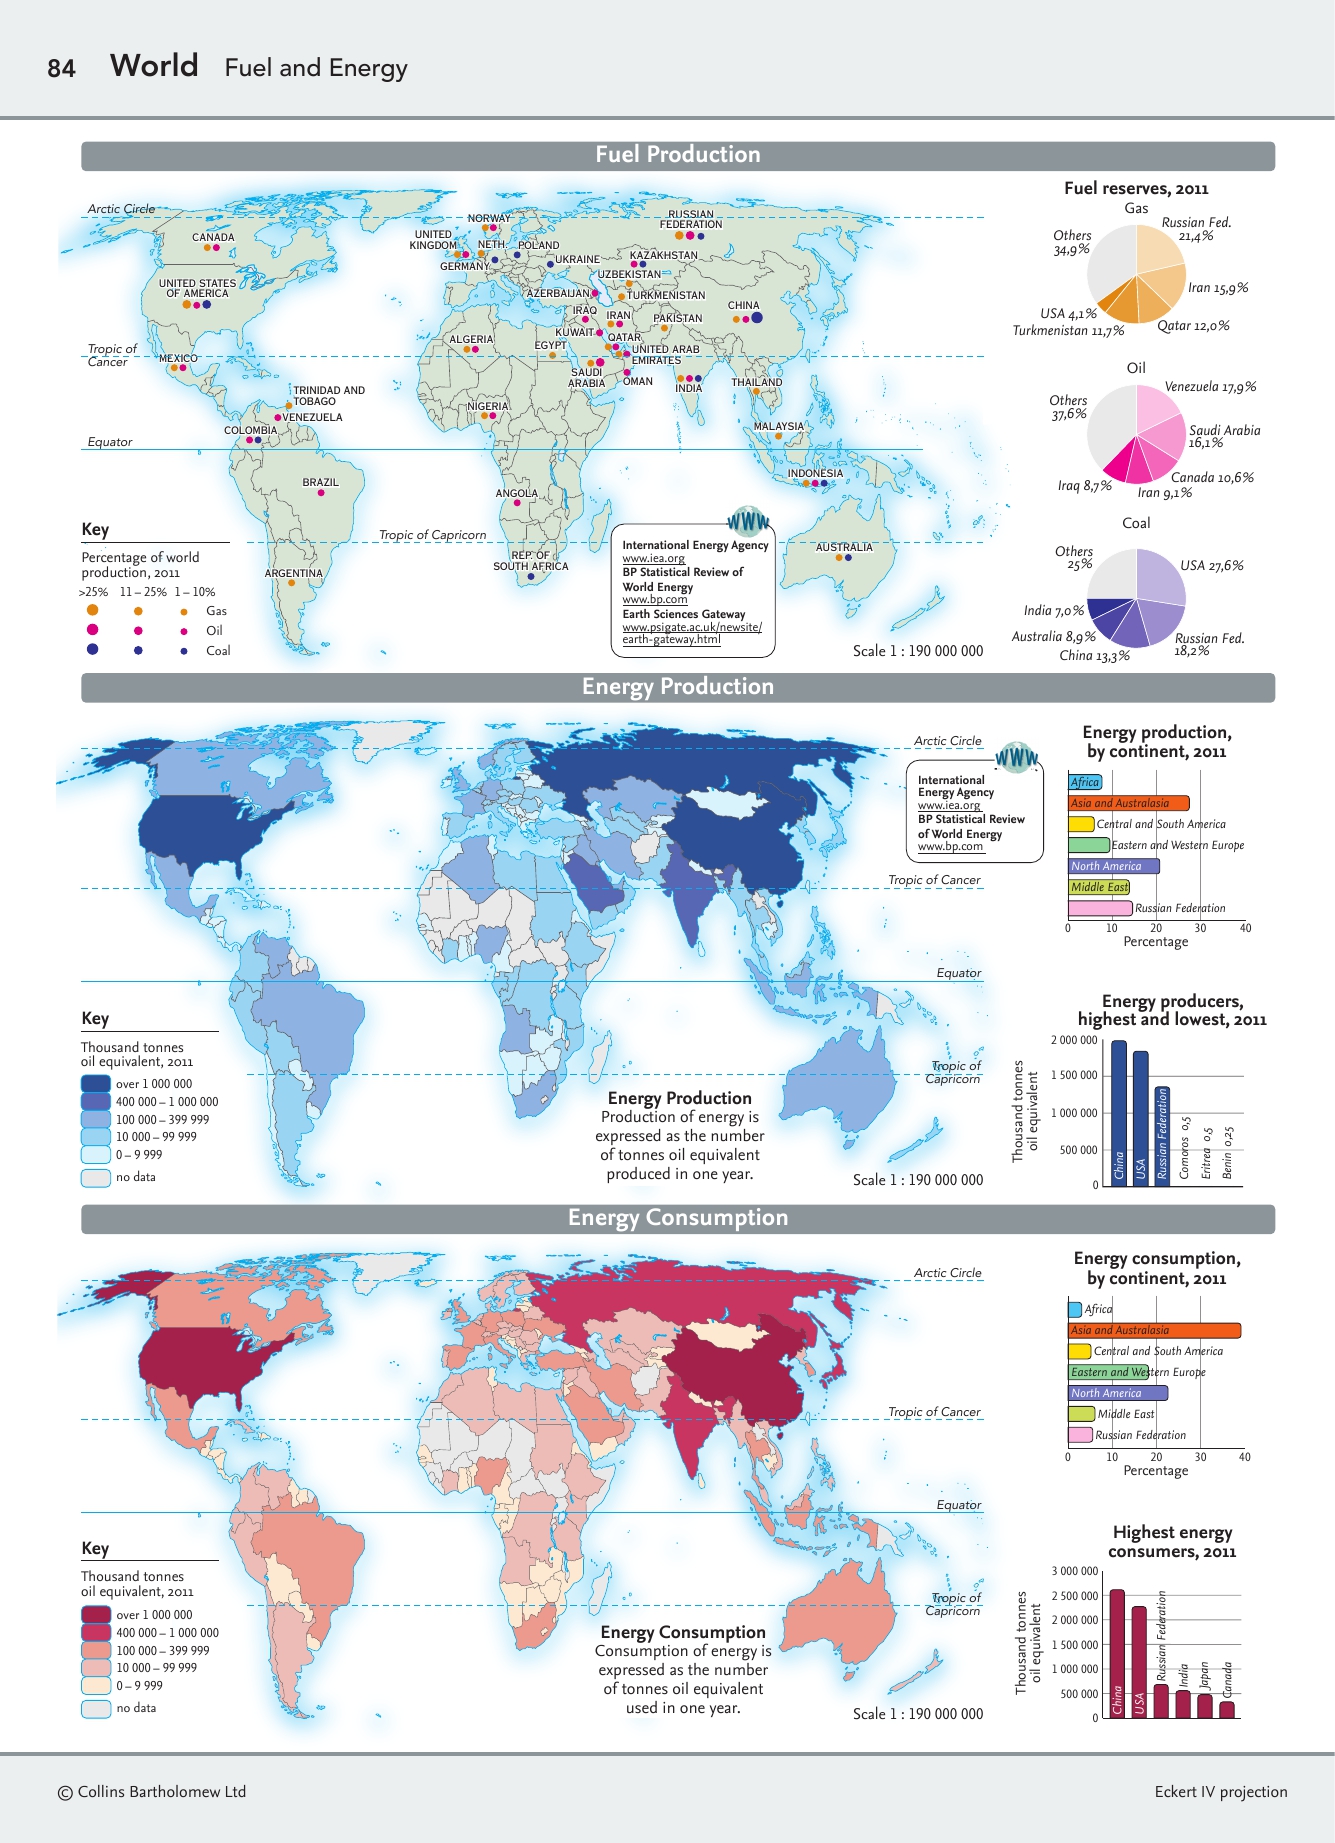 84 World Fuel and Energy
Fuel Production
Arctic Circle
Tropic of
Cancer
Equator
Tropic of Capricorn
CANADA
UNITED STATES
OF AMERICA
MEXICO
TRINIDAD AND
TOBAGO
VENEZUELA
COLOMBIA
BRAZIL
ARGENTINA
NORWAY
UNITED
KINGDOM
NETH.
POLAND
GERMANY
UKRAINE
RUSSIAN
FEDERATION
KAZAKHSTAN
UZBEKISTAN
AZERBAIJAN
TURKMENISTAN
IRAQ
IRAN
PAKISTAN
CHINA
KUWAIT
QATAR
ALGERIA
EGYPT
UNITED ARAB
EMIRATES
SAUDI
ARABIA
OMAN
INDIA
THAILAND
NIGERIA
MALAYSIA
INDONESIA
ANGOLA
REP. OF
SOUTH AFRICA
AUSTRALIA
Key
Percentage of world
production, 2011
>25% 11 – 25% 1 – 10%
Gas
Oil
Coal
WWW
International Energy Agency
www.iea.org
BP Statistical Review of
World Energy
www.bp.com
Earth Sciences Gateway
www.psigate.ac.uk/newsite/
earth-gateway.html
Scale 1 : 190 000 000
Fuel reserves, 2011
Gas
Russian Fed.
21,4%
Others
34,9%
Iran 15,9%
USA 4,1%
Turkmenistan 11,7%
Qatar 12,0%
Oil
Venezuela 17,9%
Others
37,6%
Saudi Arabia
16,1%
Canada 10,6%
Iraq 8,7%
Iran 9,1%
Coal
Others
25%
USA 27,6%
India 7,0%
Australia 8,9%
China 13,3%
Russian Fed.
18,2%
Energy Production
Arctic Circle
Tropic of Cancer
Equator
Tropic of
Capricorn
WWW
International
Energy Agency
www.iea.org
BP Statistical Review
of World Energy
www.bp.com
Key
Thousand tonnes
oil equivalent, 2011
over 1 000 000
400 000 – 1 000 000
100 000 – 399 999
10 000 – 99 999
0 – 9 999
no data
Energy Production
Production of energy is
expressed as the number
of tonnes oil equivalent
produced in one year.
Scale 1 : 190 000 000
Energy production,
by continent, 2011
Africa
Asia and Australasia
Central and South America
Eastern and Western Europe
North America
Middle East
Russian Federation
0 10 20 30 40
Percentage
Energy producers,
highest and lowest, 2011
Thousand tonnes
oil equivalent
2 000 000
1 500 000
1 000 000
500 000
0
China
USA
Russian Federation
Comoros 0,5
Eritrea 0,5
Benin 0,25
Energy Consumption
Arctic Circle
Tropic of Cancer
Equator
Tropic of
Capricorn
Key
Thousand tonnes
oil equivalent, 2011
over 1 000 000
400 000 – 1 000 000
100 000 – 399 999
10 000 – 99 999
0 – 9 999
no data
Energy Consumption
Consumption of energy is
expressed as the number
of tonnes oil equivalent
used in one year.
Scale 1 : 190 000 000
Energy consumption,
by continent, 2011
Africa
Asia and Australasia
Central and South America
Eastern and Western Europe
North America
Middle East
Russian Federation
0 10 20 30 40
Percentage
Highest energy
consumers, 2011
Thousand tonnes
oil equivalent
3 000 000
2 500 000
2 000 000
1 500 000
1 000 000
500 000
0
China
USA
Russian Federation
India
Japan
Canada
© Collins Bartholomew Ltd
Eckert IV projection